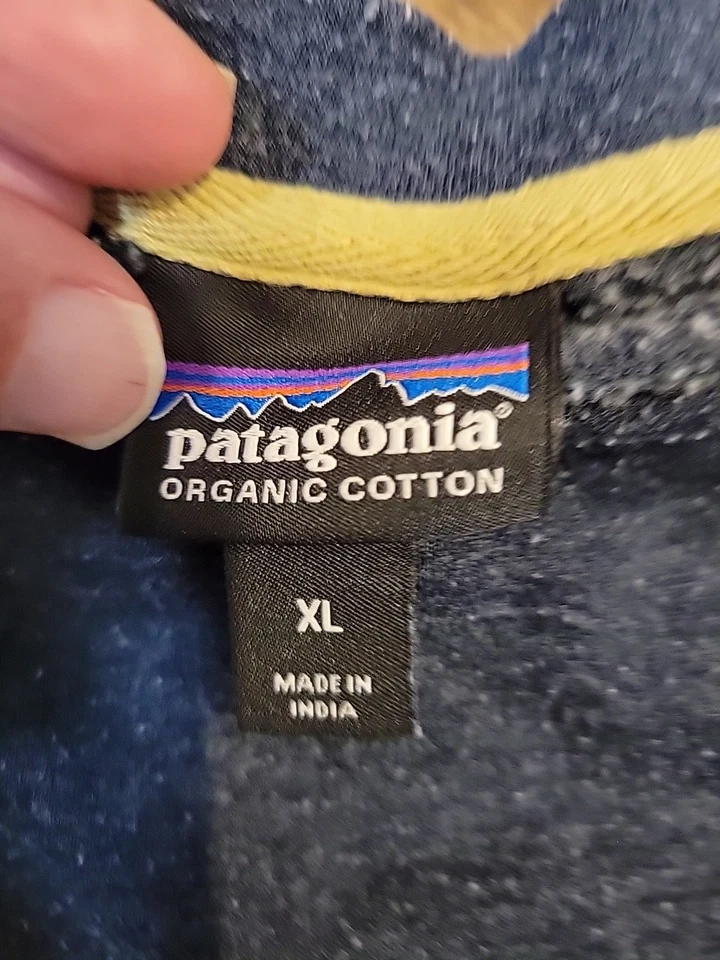 patagonia®
ORGANIC COTTON
XL
MADE IN
INDIA